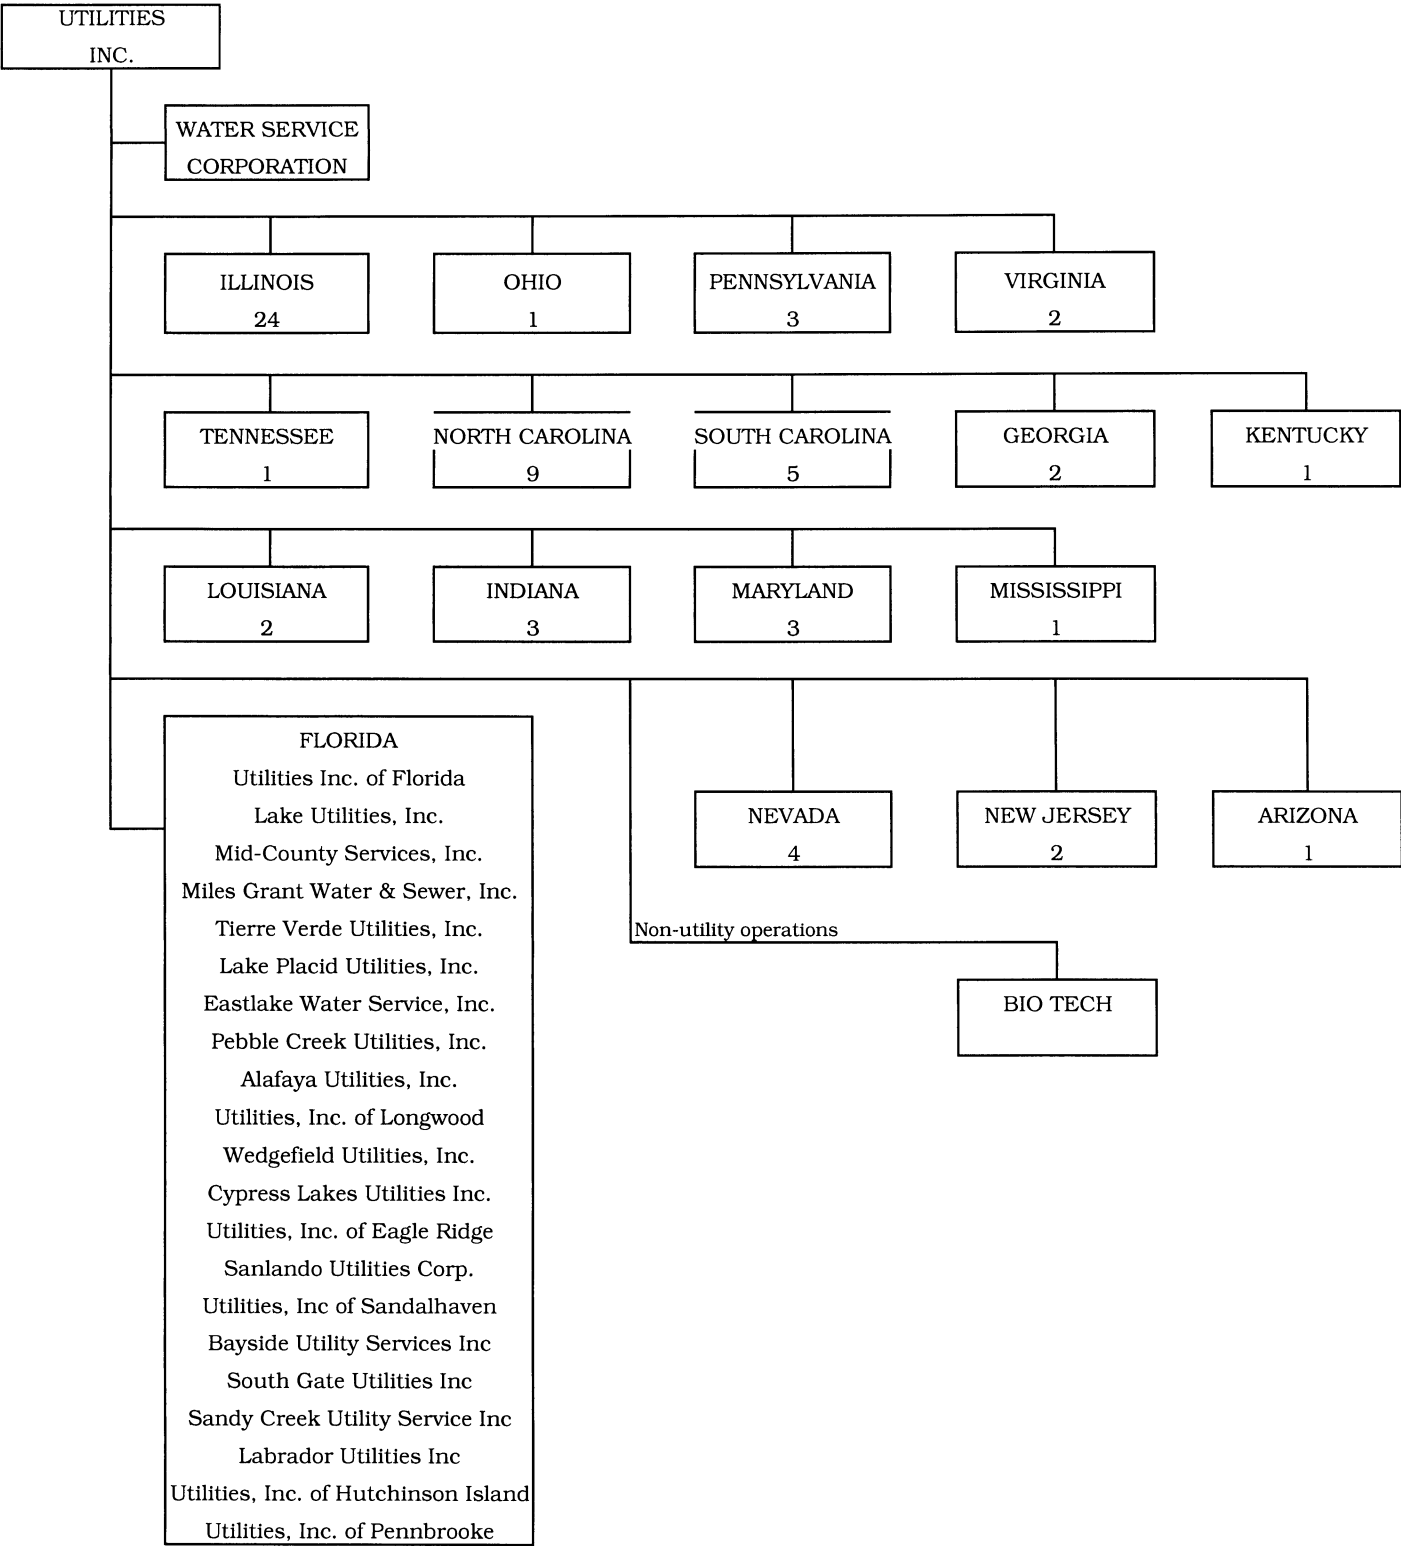 UTILITIES
INC.
WATER SERVICE
CORPORATION
ILLINOIS
24
OHIO
1
PENNSYLVANIA
3
VIRGINIA
2
TENNESSEE
1
NORTH CAROLINA
9
SOUTH CAROLINA
5
GEORGIA
2
KENTUCKY
1
LOUISIANA
2
INDIANA
3
MARYLAND
3
MISSISSIPPI
1
FLORIDA
Utilities Inc. of Florida
Lake Utilities, Inc.
Mid-County Services, Inc.
Miles Grant Water & Sewer, Inc.
Tierre Verde Utilities, Inc.
Lake Placid Utilities, Inc.
Eastlake Water Service, Inc.
Pebble Creek Utilities, Inc.
Alafaya Utilities, Inc.
Utilities, Inc. of Longwood
Wedgefield Utilities, Inc.
Cypress Lakes Utilities Inc.
Utilities, Inc. of Eagle Ridge
Sanlando Utilities Corp.
Utilities, Inc of Sandalhaven
Bayside Utility Services Inc
South Gate Utilities Inc
Sandy Creek Utility Service Inc
Labrador Utilities Inc
Utilities, Inc. of Hutchinson Island
Utilities, Inc. of Pennbrooke
NEVADA
4
NEW JERSEY
2
ARIZONA
1
Non-utility operations
BIO TECH